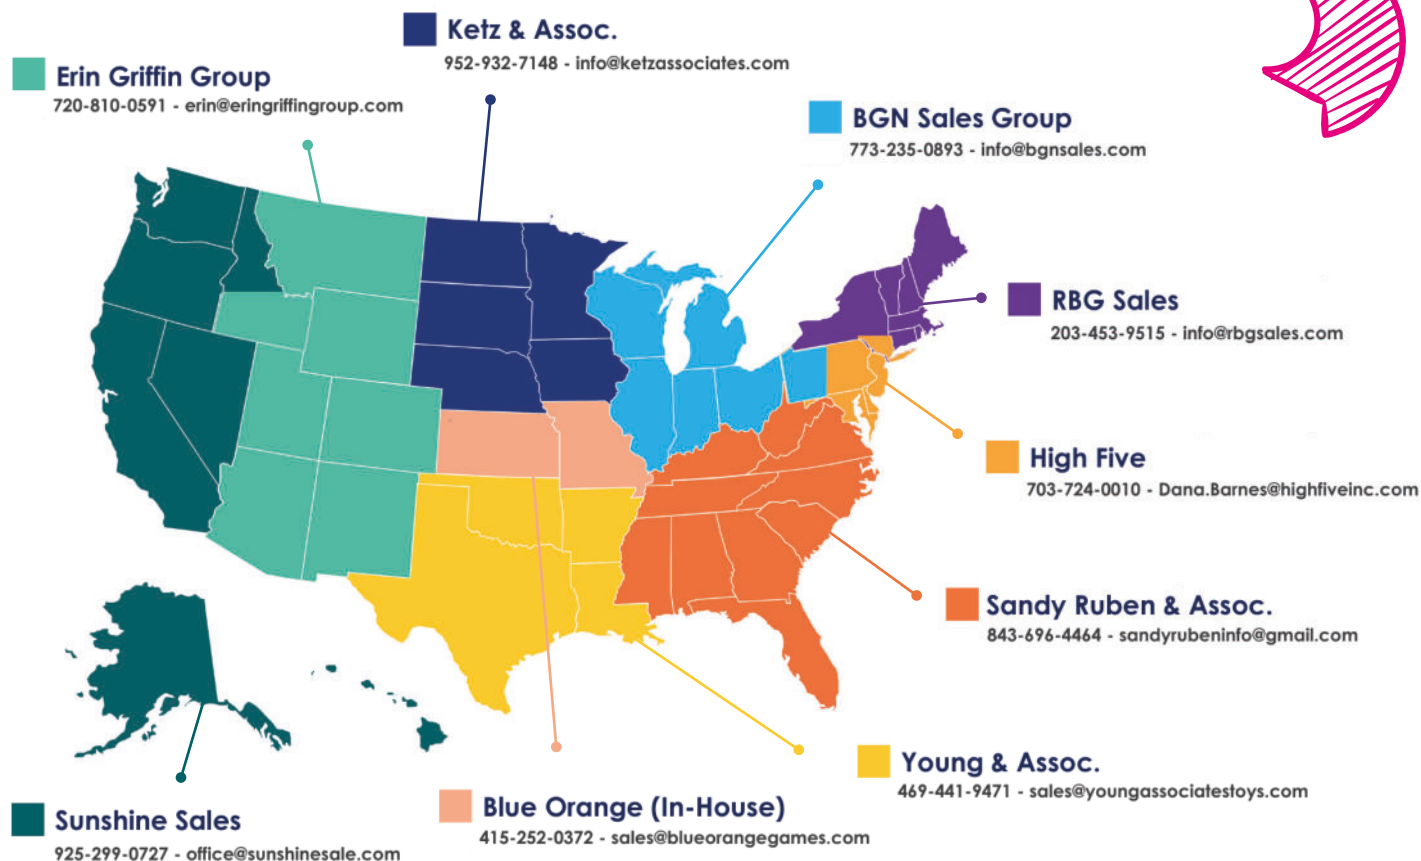 Ketz & Assoc.
952-932-7148 - info@ketzassociates.com
Erin Griffin Group
720-810-0591 - erin@eringriffingroup.com
BGN Sales Group
773-235-0893 - info@bgnsales.com
RBG Sales
203-453-9515 - info@rbgsales.com
High Five
703-724-0010 - Dana.Barnes@highfiveinc.com
Sandy Ruben & Assoc.
843-696-4464 - sandyrubeninfo@gmail.com
Young & Assoc.
469-441-9471 - sales@youngassociatestoys.com
Blue Orange (In-House)
415-252-0372 - sales@blueorangegames.com
Sunshine Sales
925-299-0727 - office@sunshinesale.com